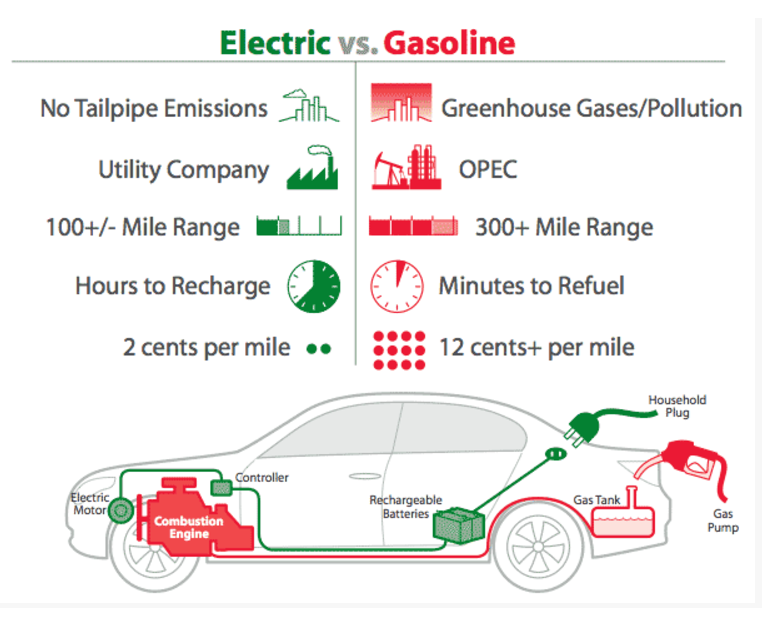 Electric vs. Gasoline
No Tailpipe Emissions
Greenhouse Gases/Pollution
Utility Company
OPEC
100+/- Mile Range
300+ Mile Range
Hours to Recharge
Minutes to Refuel
2 cents per mile
12 cents+ per mile
Household
Plug
Controller
Electric
Motor
Combustion
Engine
Rechargeable
Batteries
Gas Tank
Gas
Pump